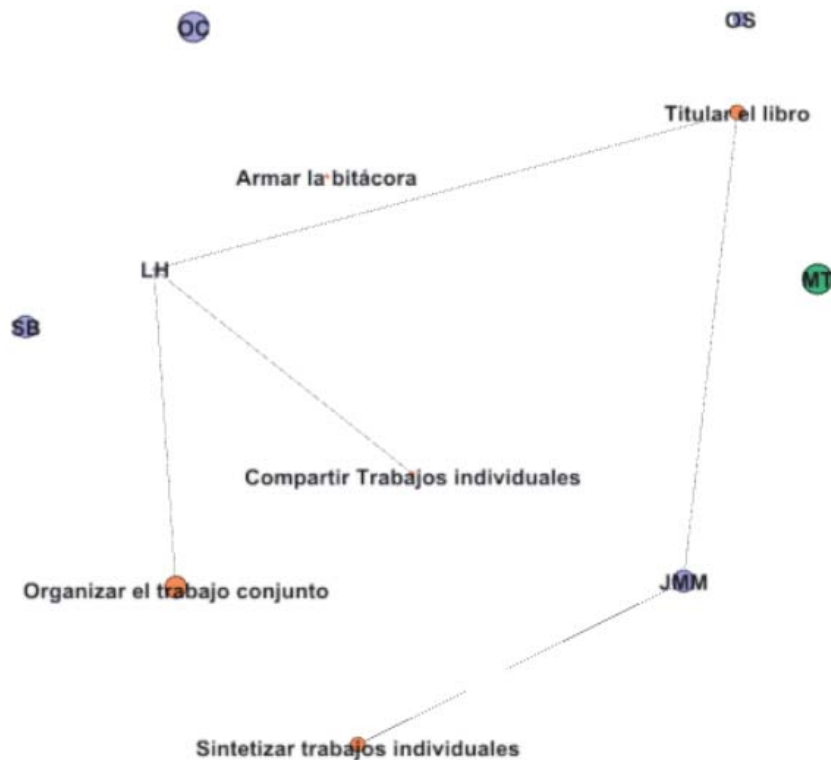 OC
OS
Titular el libro
Armar la bitácora
LH
MT
SB
Compartir Trabajos individuales
JMM
Organizar el trabajo conjunto
Sintetizar trabajos individuales